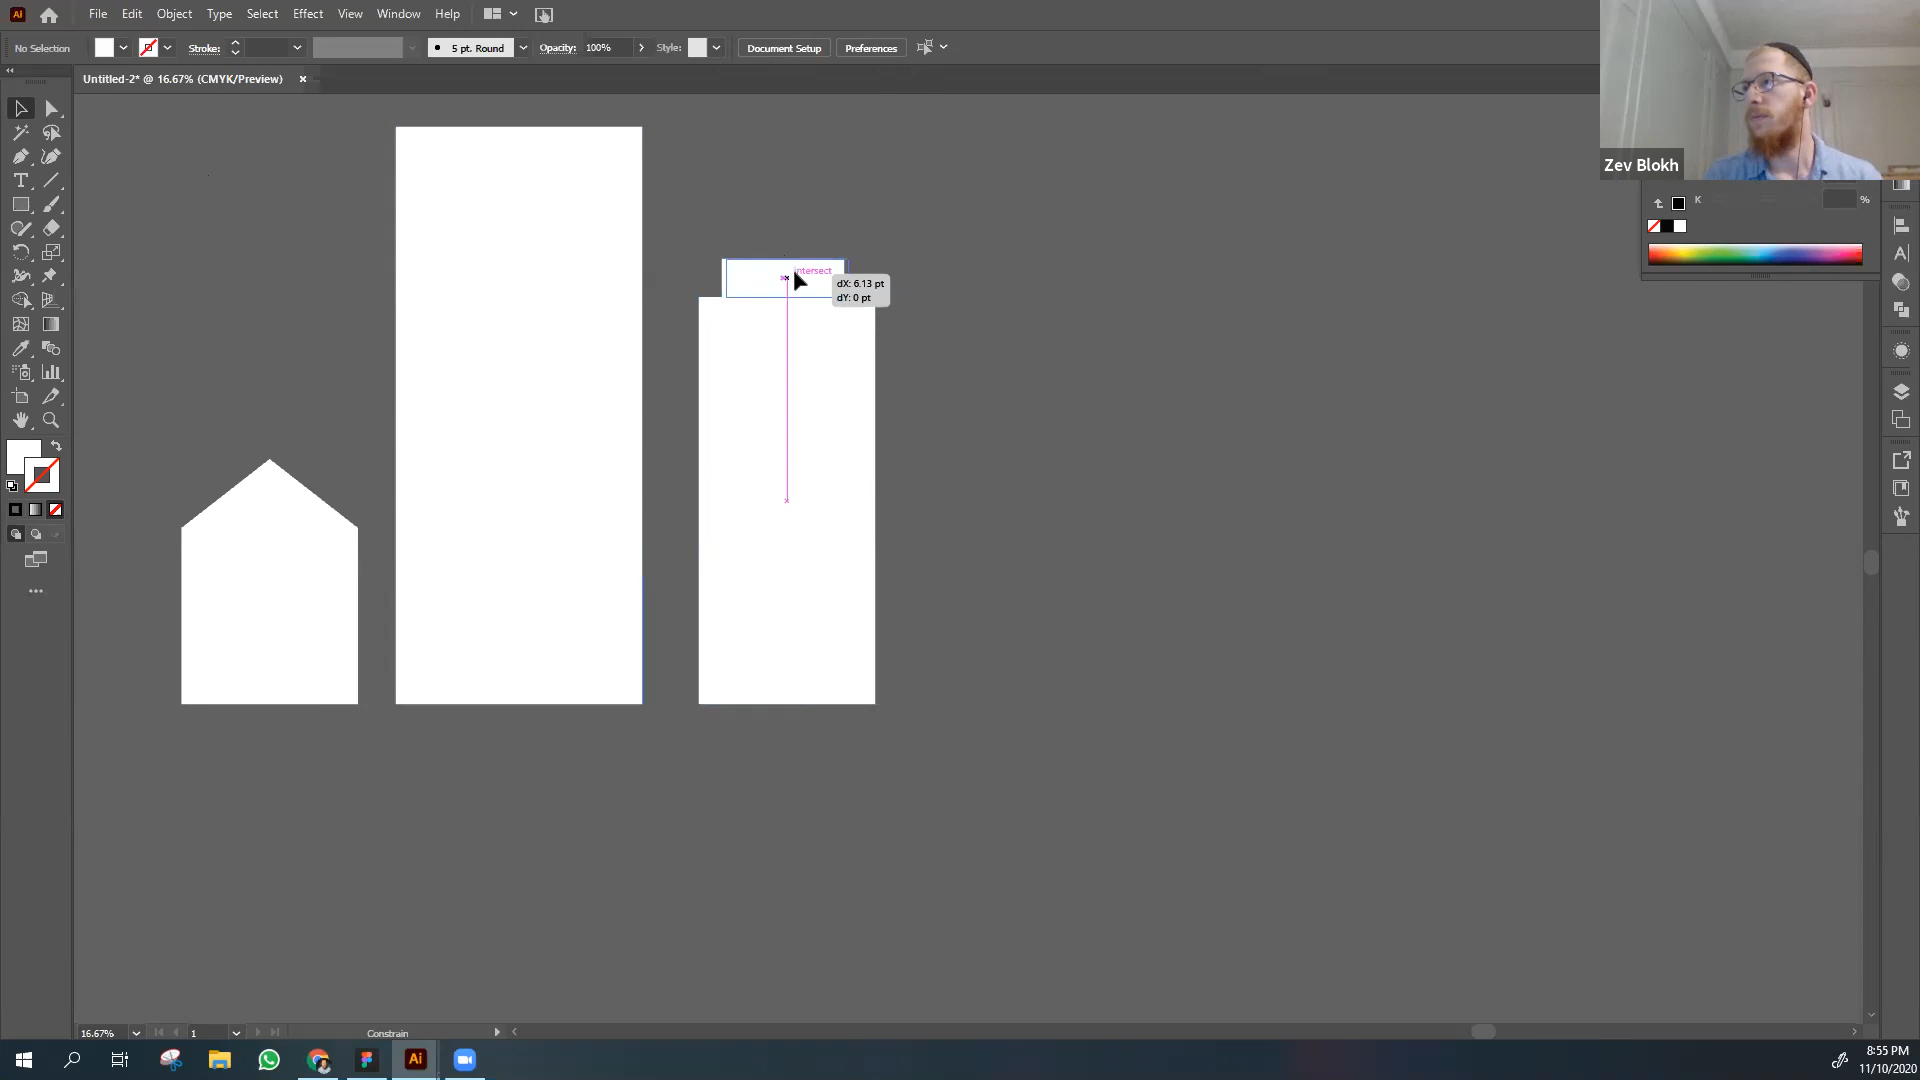 Ai File Edit Object Type Select Effect View Window Help
No Selection Stroke: 5 pt. Round Opacity: 100% Style: Document Setup Preferences
Untitled-2* @ 16.67% (CMYK/Preview) ×
Zev Blokh
K %
intersect
dX: 6.13 pt
dY: 0 pt
16.67% 1 Constrain
Ai
8:55 PM
11/10/2020